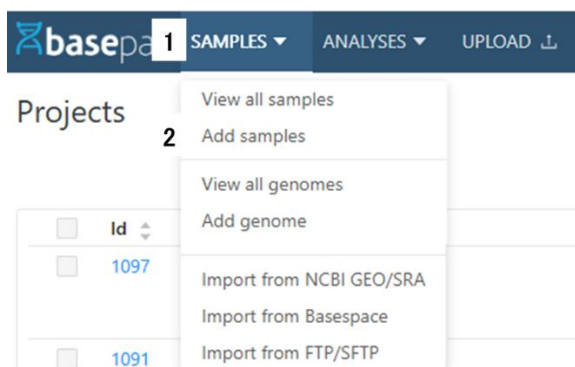 basepa 1 SAMPLES ANALYSES UPLOAD
Projects
View all samples
2 Add samples
View all genomes
Id
Add genome
1097
Import from NCBI GEO/SRA
Import from Basespace
1091
Import from FTP/SFTP